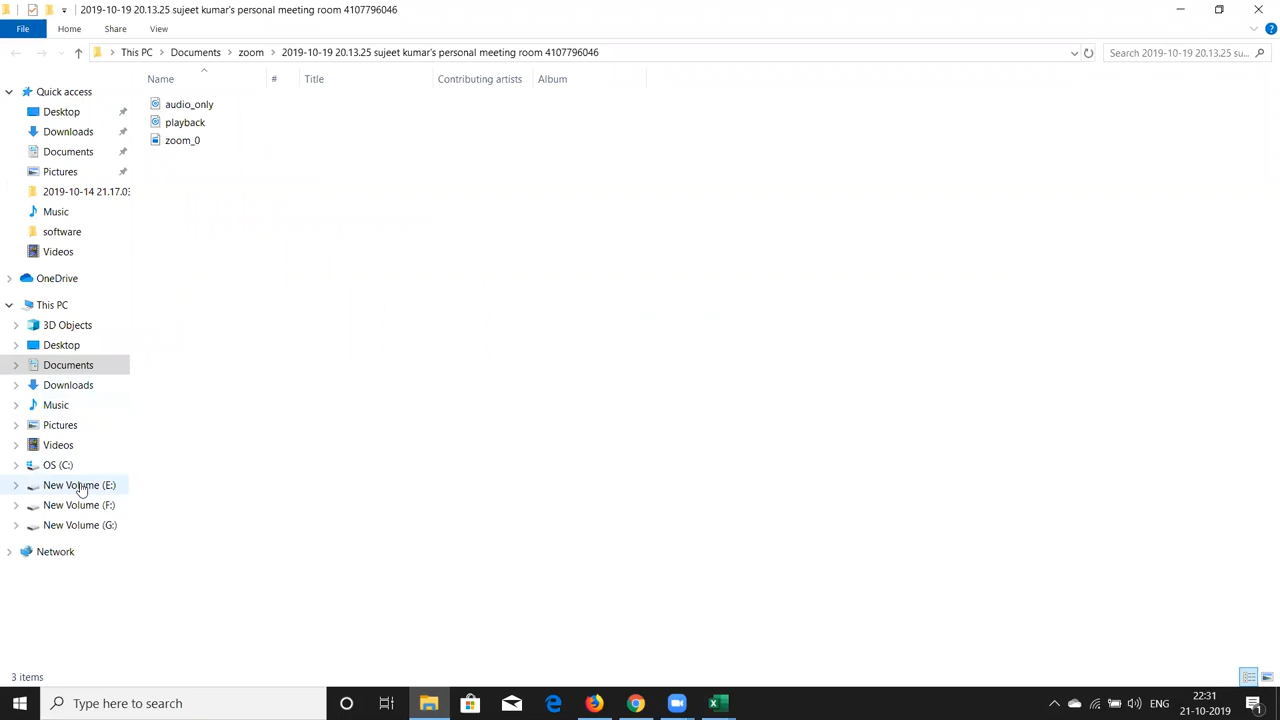 2019-10-19 20.13.25 sujeet kumar's personal meeting room 4107796046
File Home Share View
This PC Documents zoom 2019-10-19 20.13.25 sujeet kumar's personal meeting room 4107796046
Search 2019-10-19 20.13.25 su...
Name # Title Contributing artists Album
audio_only
playback
zoom_0
Quick access
Desktop
Downloads
Documents
Pictures
2019-10-14 21.17.03
Music
software
Videos
OneDrive
This PC
3D Objects
Desktop
Documents
Downloads
Music
Pictures
Videos
OS (C:)
New Volume (E:)
New Volume (F:)
New Volume (G:)
Network
3 items
Type here to search
ENG
22:31
21-10-2019
1